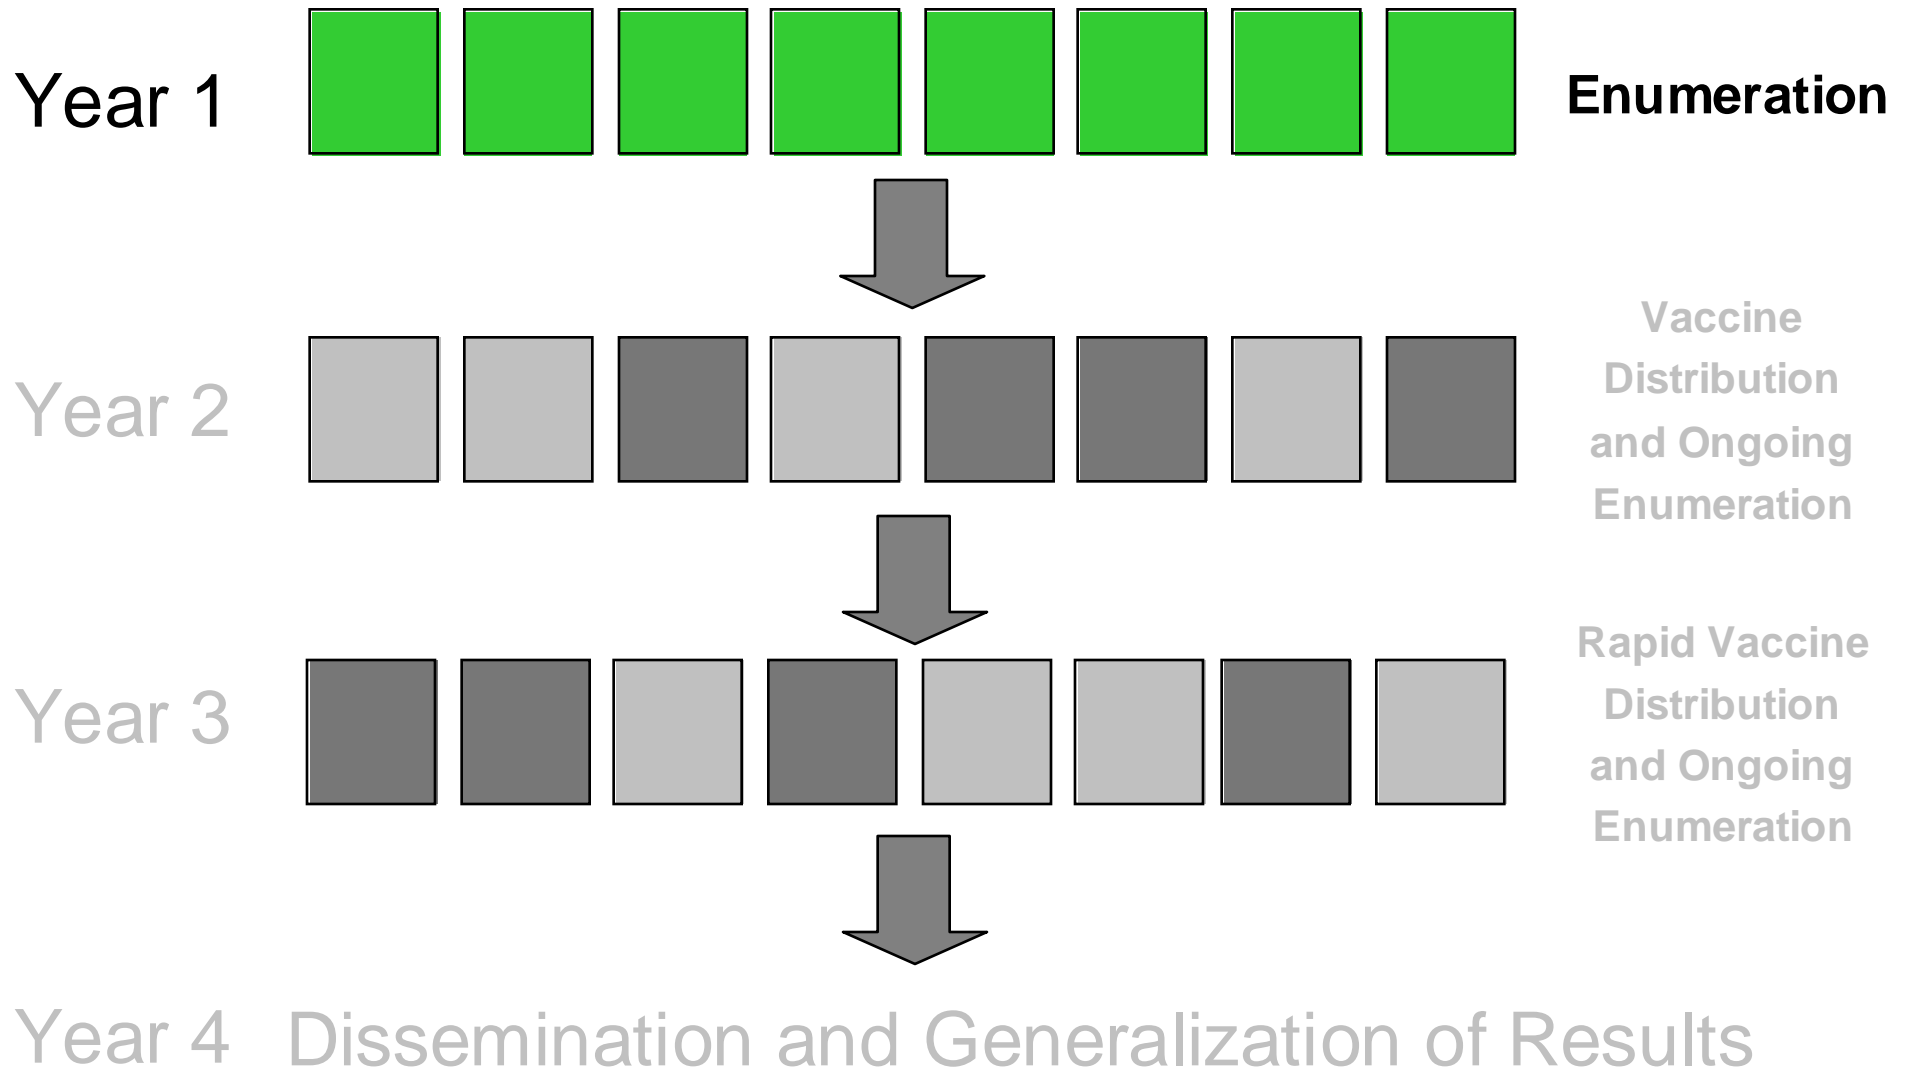 Year 1
Enumeration
Year 2
Vaccine
Distribution
and Ongoing
Enumeration
Year 3
Rapid Vaccine
Distribution
and Ongoing
Enumeration
Year 4 Dissemination and Generalization of Results